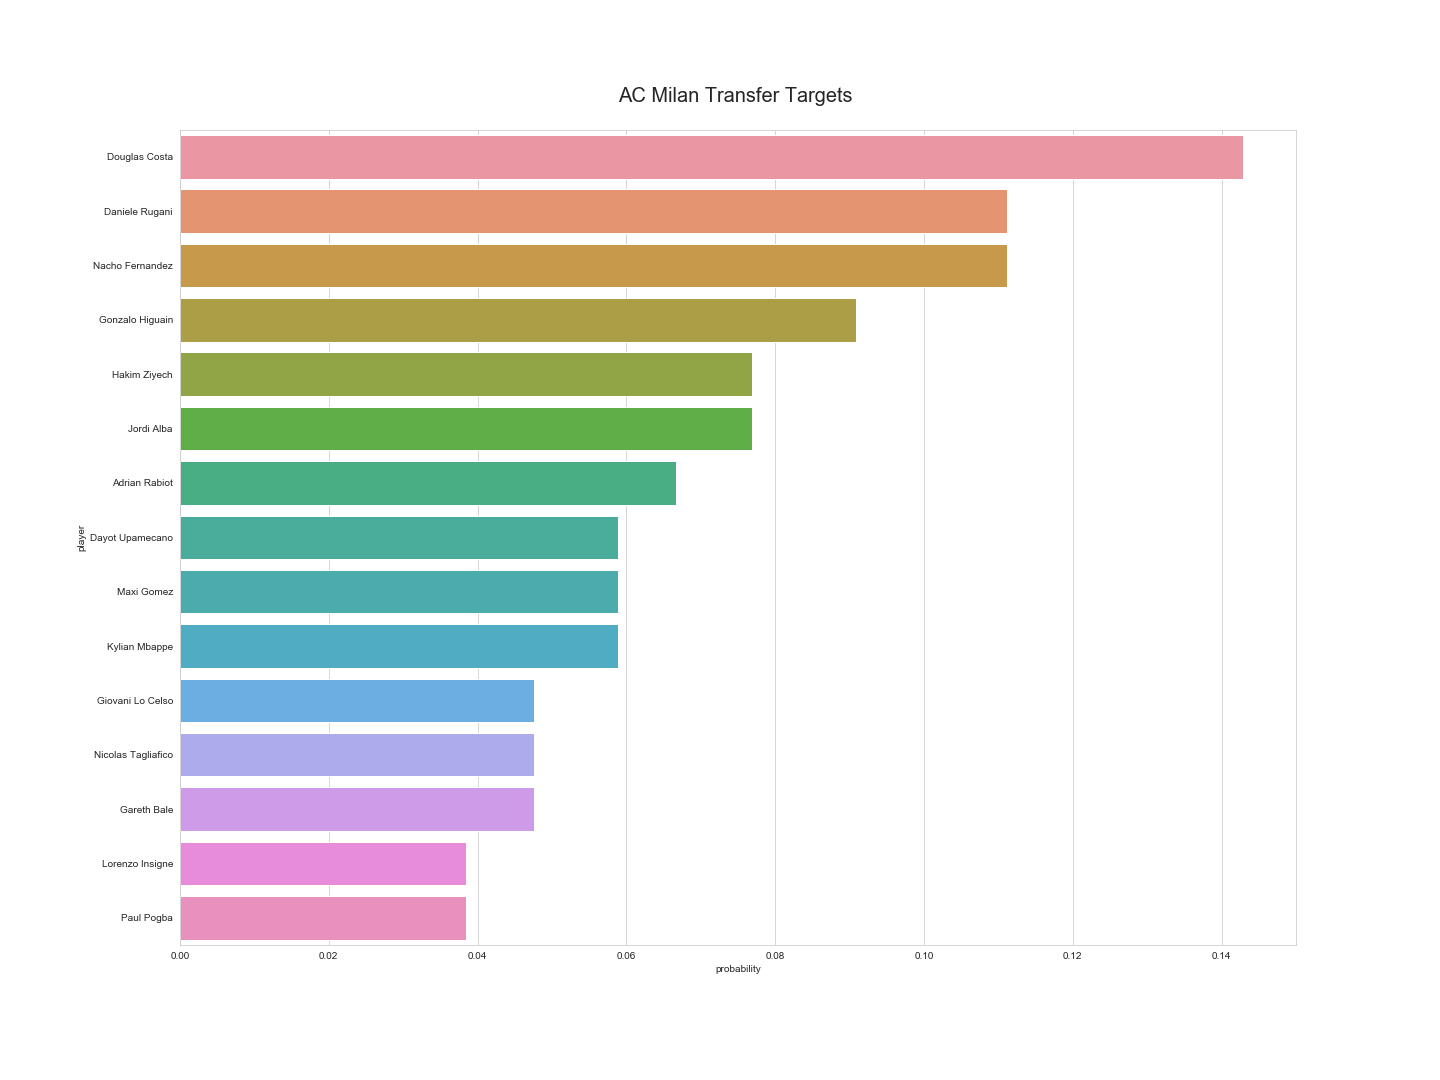 AC Milan Transfer Targets
Douglas Costa
Daniele Rugani
Nacho Fernandez
Gonzalo Higuain
Hakim Ziyech
Jordi Alba
Adrian Rabiot
player
Dayot Upamecano
Maxi Gomez
Kylian Mbappe
Giovani Lo Celso
Nicolas Tagliafico
Gareth Bale
Lorenzo Insigne
Paul Pogba
0.00 0.02 0.04 0.06 0.08 0.10 0.12 0.14
probability